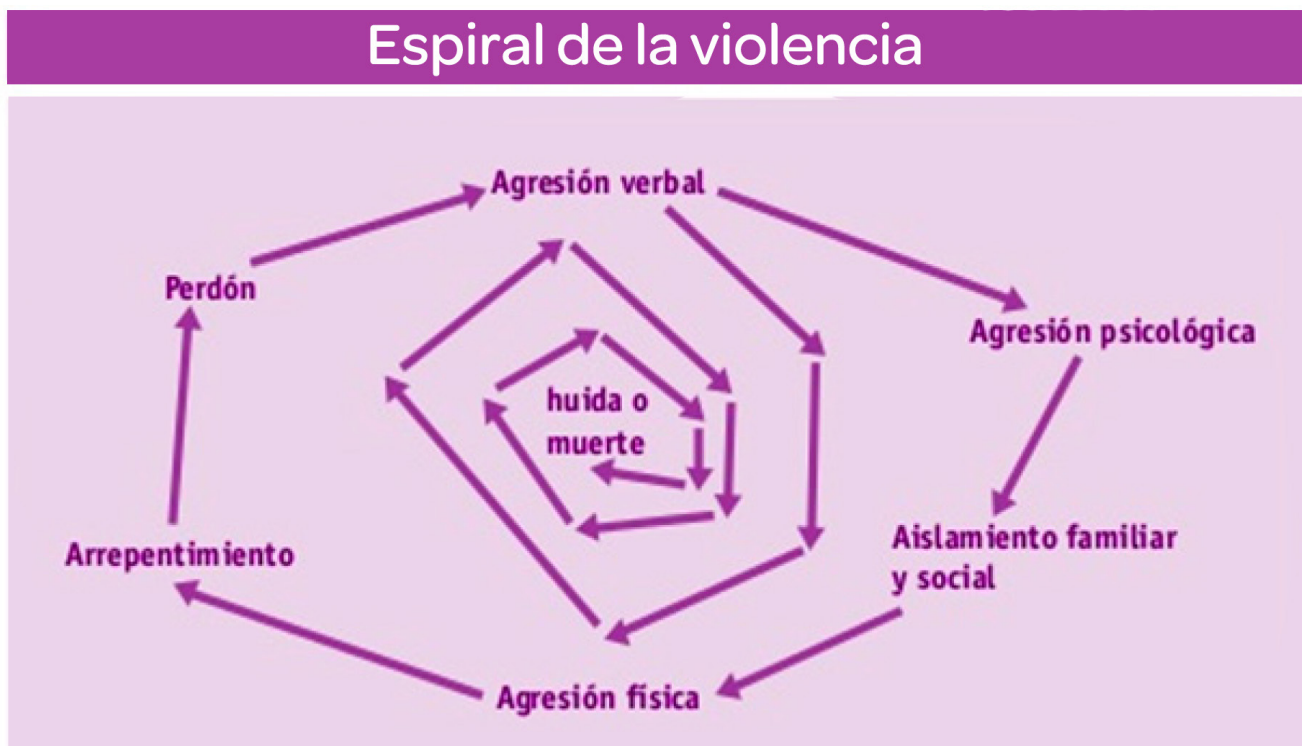 Espiral de la violencia
Agresión verbal
Perdón
Agresión psicológica
huida o
muerte
Aislamiento familiar
y social
Arrepentimiento
Agresión física